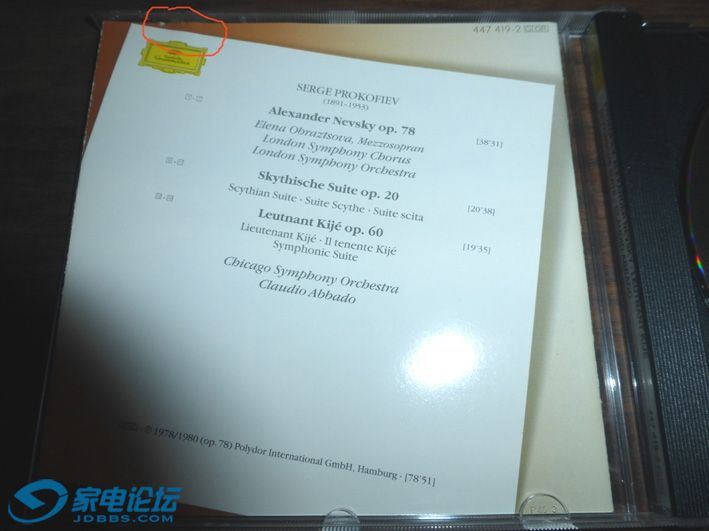 447 419-2
SERGE PROKOFIEV
(1891-1953)
Alexander Nevsky op. 78
[38'31]
Elena Obraztsova, Mezzosopran
London Symphony Chorus
London Symphony Orchestra
Skythische Suite op. 20
[20'38]
Scythian Suite · Suite Scythe · Suite scita
Leutnant Kijé op. 60
[19'35]
Lieutenant Kijé · Il tenente Kijé
Symphonic Suite
Chicago Symphony Orchestra
Claudio Abbado
℗ 1978/1980 (op. 78) Polydor International GmbH, Hamburg · [78'51]
家电论坛
JDBBS.COM